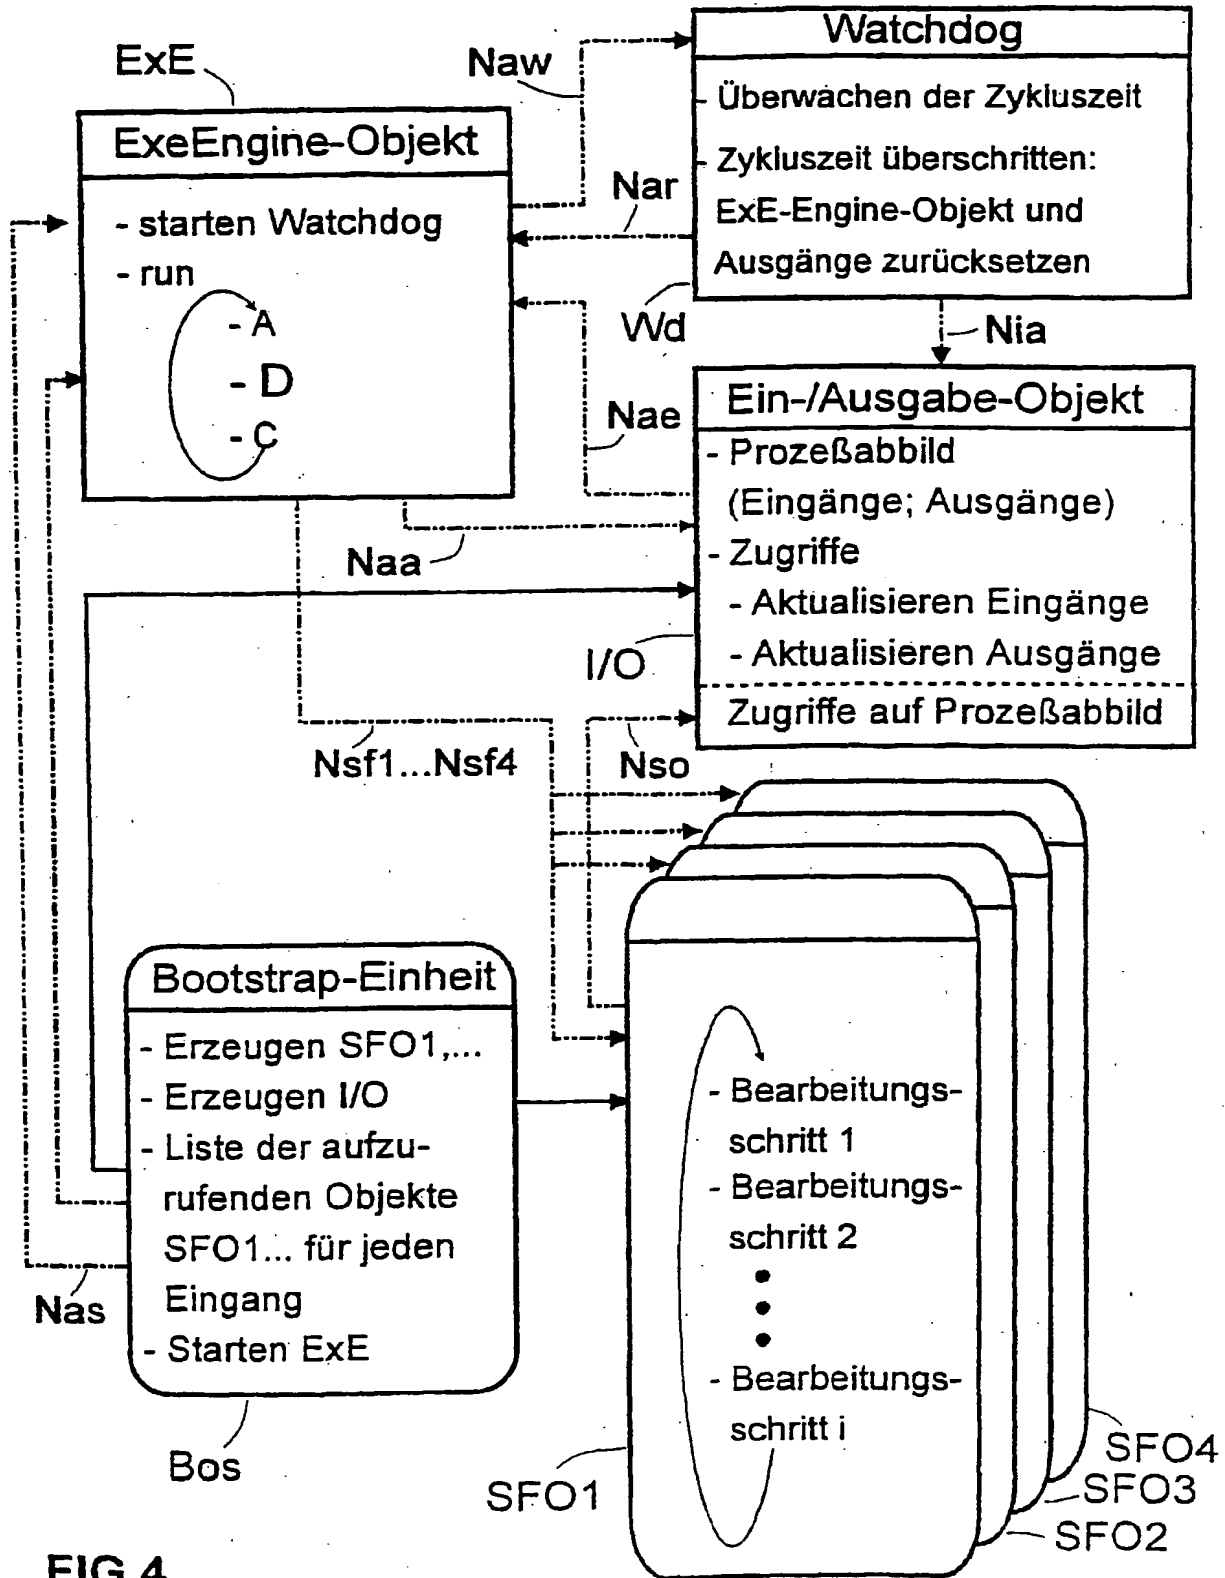 ExE
Naw
Watchdog
- Überwachen der Zykluszeit
- Zykluszeit überschritten:
ExE-Engine-Objekt und
Ausgänge zurücksetzen
Wd
ExeEngine-Objekt
- starten Watchdog
- run
- A
- D
- C
Nar
Nia
Nae
Naa
Ein-/Ausgabe-Objekt
- Prozeßabbild
(Eingänge; Ausgänge)
- Zugriffe
- Aktualisieren Eingänge
- Aktualisieren Ausgänge
Zugriffe auf Prozeßabbild
I/O
Nsf1...Nsf4
Nso
Bootstrap-Einheit
- Erzeugen SFO1,...
- Erzeugen I/O
- Liste der aufzu-
rufenden Objekte
SFO1... für jeden
Eingang
- Starten ExE
Nas
Bos
- Bearbeitungs-
schritt 1
- Bearbeitungs-
schritt 2
- Bearbeitungs-
schritt i
SFO1
SFO4
SFO3
SFO2
FIG 4